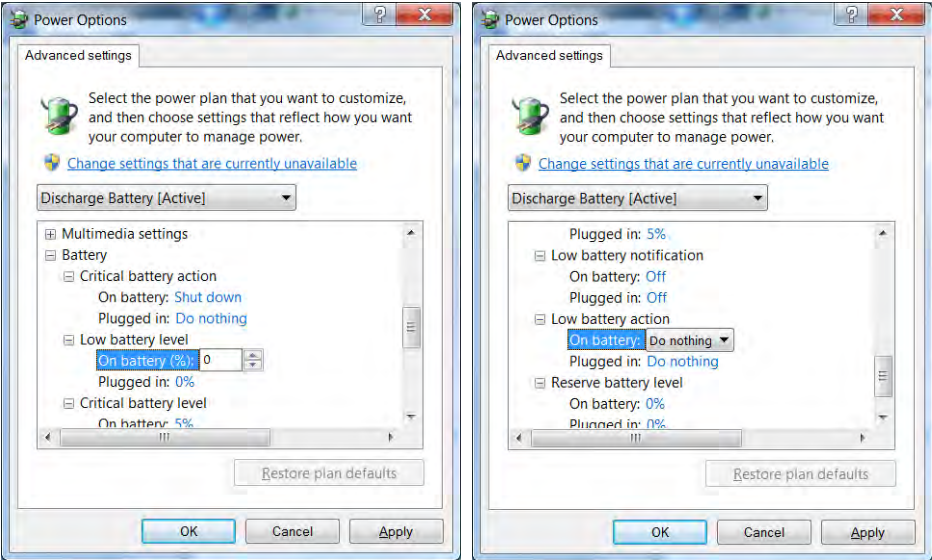 Power Options
Advanced settings
Select the power plan that you want to customize,
and then choose settings that reflect how you want
your computer to manage power.
Change settings that are currently unavailable
Discharge Battery [Active]
Multimedia settings
Battery
Critical battery action
On battery: Shut down
Plugged in: Do nothing
Low battery level
On battery (%): 0
Plugged in: 0%
Critical battery level
On battery: 5%
Restore plan defaults
OK Cancel Apply
Power Options
Advanced settings
Select the power plan that you want to customize,
and then choose settings that reflect how you want
your computer to manage power.
Change settings that are currently unavailable
Discharge Battery [Active]
Plugged in: 5%
Low battery notification
On battery: Off
Plugged in: Off
Low battery action
On battery: Do nothing
Plugged in: Do nothing
Reserve battery level
On battery: 0%
Plugged in: 0%
Restore plan defaults
OK Cancel Apply